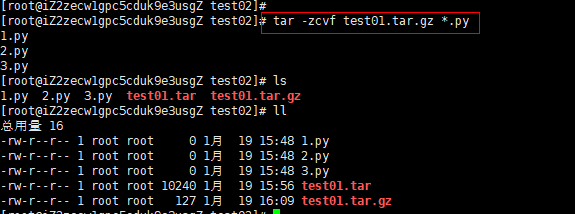 [root@iZ2zecw1gpc5cduk9e3usgZ test02]#
[root@iZ2zecw1gpc5cduk9e3usgZ test02]# tar -zcvf test01.tar.gz *.py
1.py
2.py
3.py
[root@iZ2zecw1gpc5cduk9e3usgZ test02]# ls
1.py  2.py  3.py  test01.tar  test01.tar.gz
[root@iZ2zecw1gpc5cduk9e3usgZ test02]# ll
总用量 16
-rw-r--r-- 1 root root     0 1月  19 15:48 1.py
-rw-r--r-- 1 root root     0 1月  19 15:48 2.py
-rw-r--r-- 1 root root     0 1月  19 15:48 3.py
-rw-r--r-- 1 root root 10240 1月  19 15:56 test01.tar
-rw-r--r-- 1 root root   127 1月  19 16:09 test01.tar.gz
[root@iZ2zecw1gpc5cduk9e3usgZ test02]#